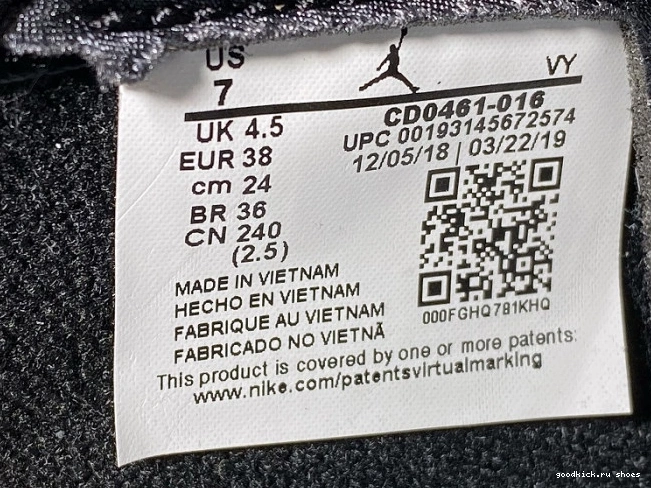 US
7
VY
UK 4.5
EUR 38
cm 24
BR 36
CN 240
(2.5)
CD0461-016
UPC 00193145672574
12/05/18 | 03/22/19
000FGHQ781KHQ
MADE IN VIETNAM
HECHO EN VIETNAM
FABRIQUE AU VIETNAM
FABRICADO NO VIETNÃ
This product is covered by one or more patents:
www.nike.com/patentsvirtualmarking
goodkick.ru shoes